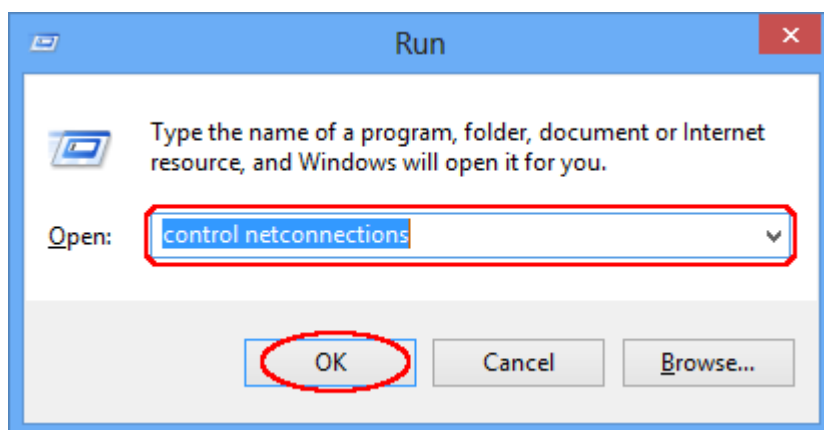 Run
Type the name of a program, folder, document or Internet
resource, and Windows will open it for you.
Open:
control netconnections
OK
Cancel
Browse...